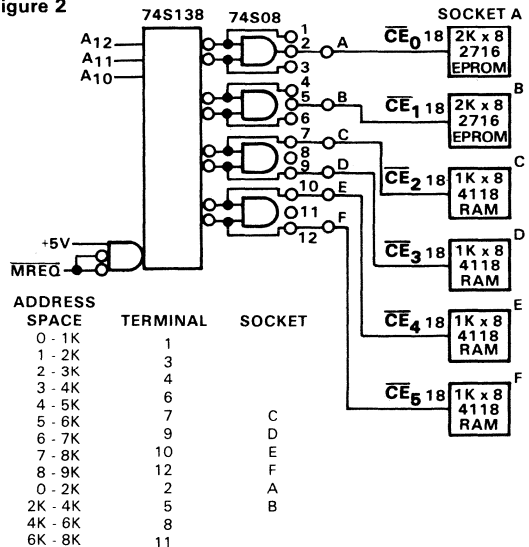 igure 2
74S138 74S08 SOCKET A
A12
A11
A10
1
2
3
A
CE0 18
2K x 8
2716
EPROM
4
5
6
B
CE1 18
B
2K x 8
2716
EPROM
7
8
9
C
D
CE2 18
C
1K x 8
4118
RAM
10
11
12
E
F
CE3 18
D
1K x 8
4118
RAM
+5V
MREQ
CE4 18
E
1K x 8
4118
RAM
CE5 18
F
1K x 8
4118
RAM
ADDRESS
SPACE TERMINAL SOCKET
0 - 1K 1
1 - 2K 3
2 - 3K 4
3 - 4K 6
4 - 5K
5 - 6K 7 C
6 - 7K 9 D
7 - 8K 10 E
8 - 9K 12 F
0 - 2K 2 A
2K - 4K 5 B
4K - 6K 8
6K - 8K 11